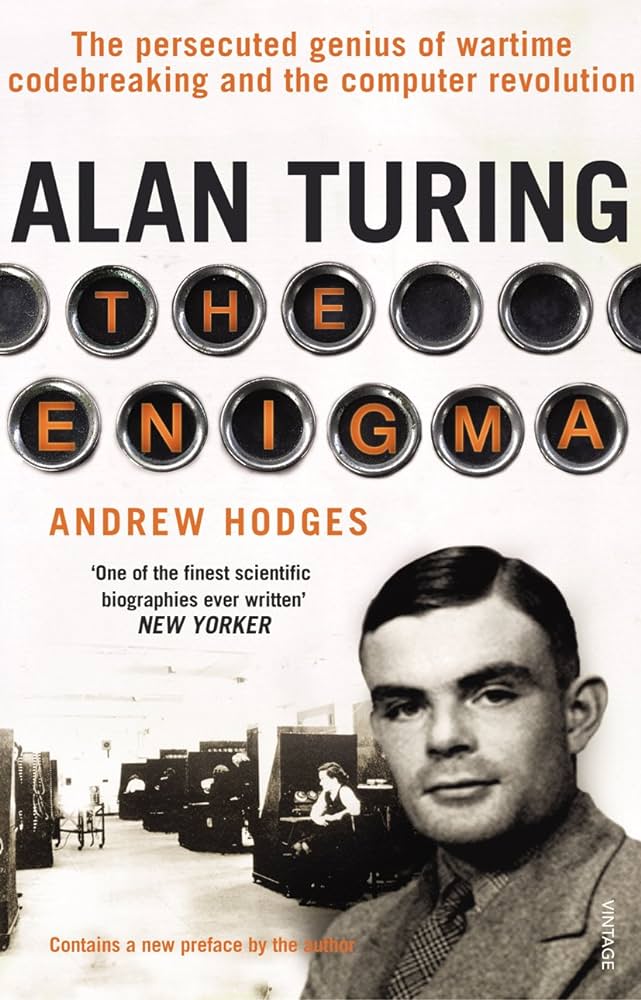 The persecuted genius of wartime
codebreaking and the computer revolution
ALAN TURING
THE
ENIGMA
ANDREW HODGES
‘One of the finest scientific
biographies ever written’
NEW YORKER
Contains a new preface by the author
VINTAGE